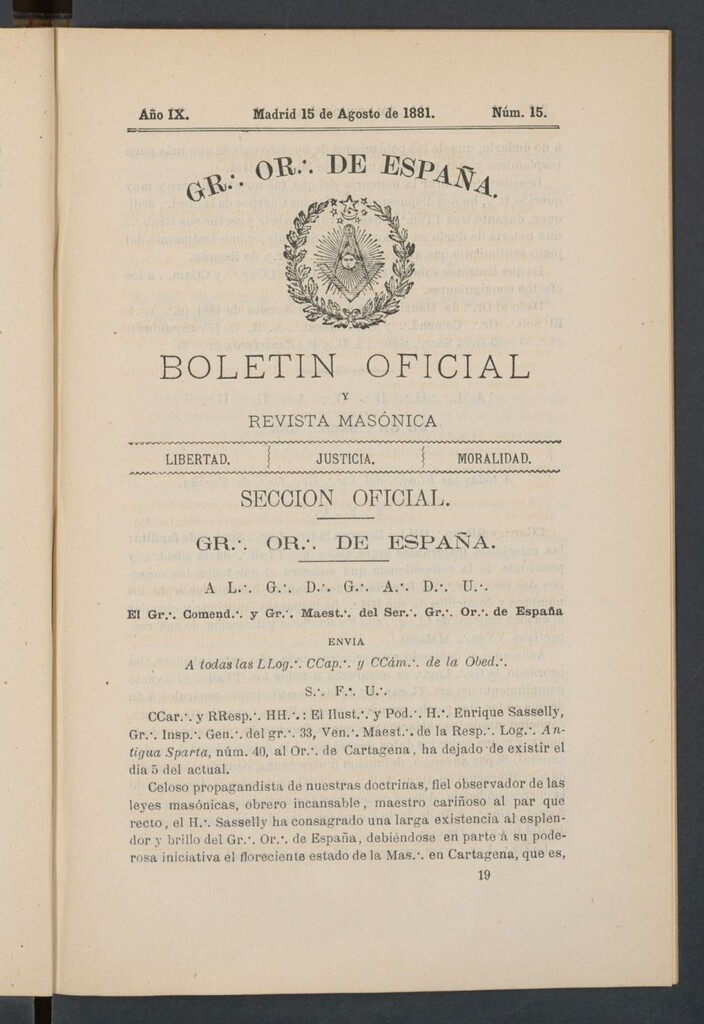 Año IX. Madrid 15 de Agosto de 1881. Núm. 15.
GR.·. OR.·. DE ESPAÑA.
BOLETIN OFICIAL
Y
REVISTA MASÓNICA
LIBERTAD. JUSTICIA. MORALIDAD.
SECCION OFICIAL.
GR.·. OR.·. DE ESPAÑA.
A L.·. G.·. D.·. G.·. A.·. D.·. U.·.
El Gr.·. Comend.·. y Gr.·. Maest.·. del Ser.·. Gr.·. Or.·. de España
ENVIA
A todas las LLog.·. CCap.·. y CCám.·. de la Obed.·.
S.·. F.·. U.·.
CCar.·. y RResp.·. HH.·.: El Ilust.·. y Pod.·. H.·. Enrique Sasselly,
Gr.·. Insp.·. Gen.·. del gr.·. 33, Ven.·. Maest.·. de la Resp.·. Log.·. An-
tigua Sparta, núm. 40, al Or.·. de Cartagena, ha dejado de existir el
dia 5 del actual.
Celoso propagandista de nuestras doctrinas, fiel observador de las
leyes masónicas, obrero incansable, maestro cariñoso al par que
recto, el H.·. Sasselly ha consagrado una larga existencia al esplen-
dor y brillo del Gr.·. Or.·. de España, debiéndose en parte á su pode-
rosa iniciativa el floreciente estado de la Mas.·. en Cartagena, que es,
19